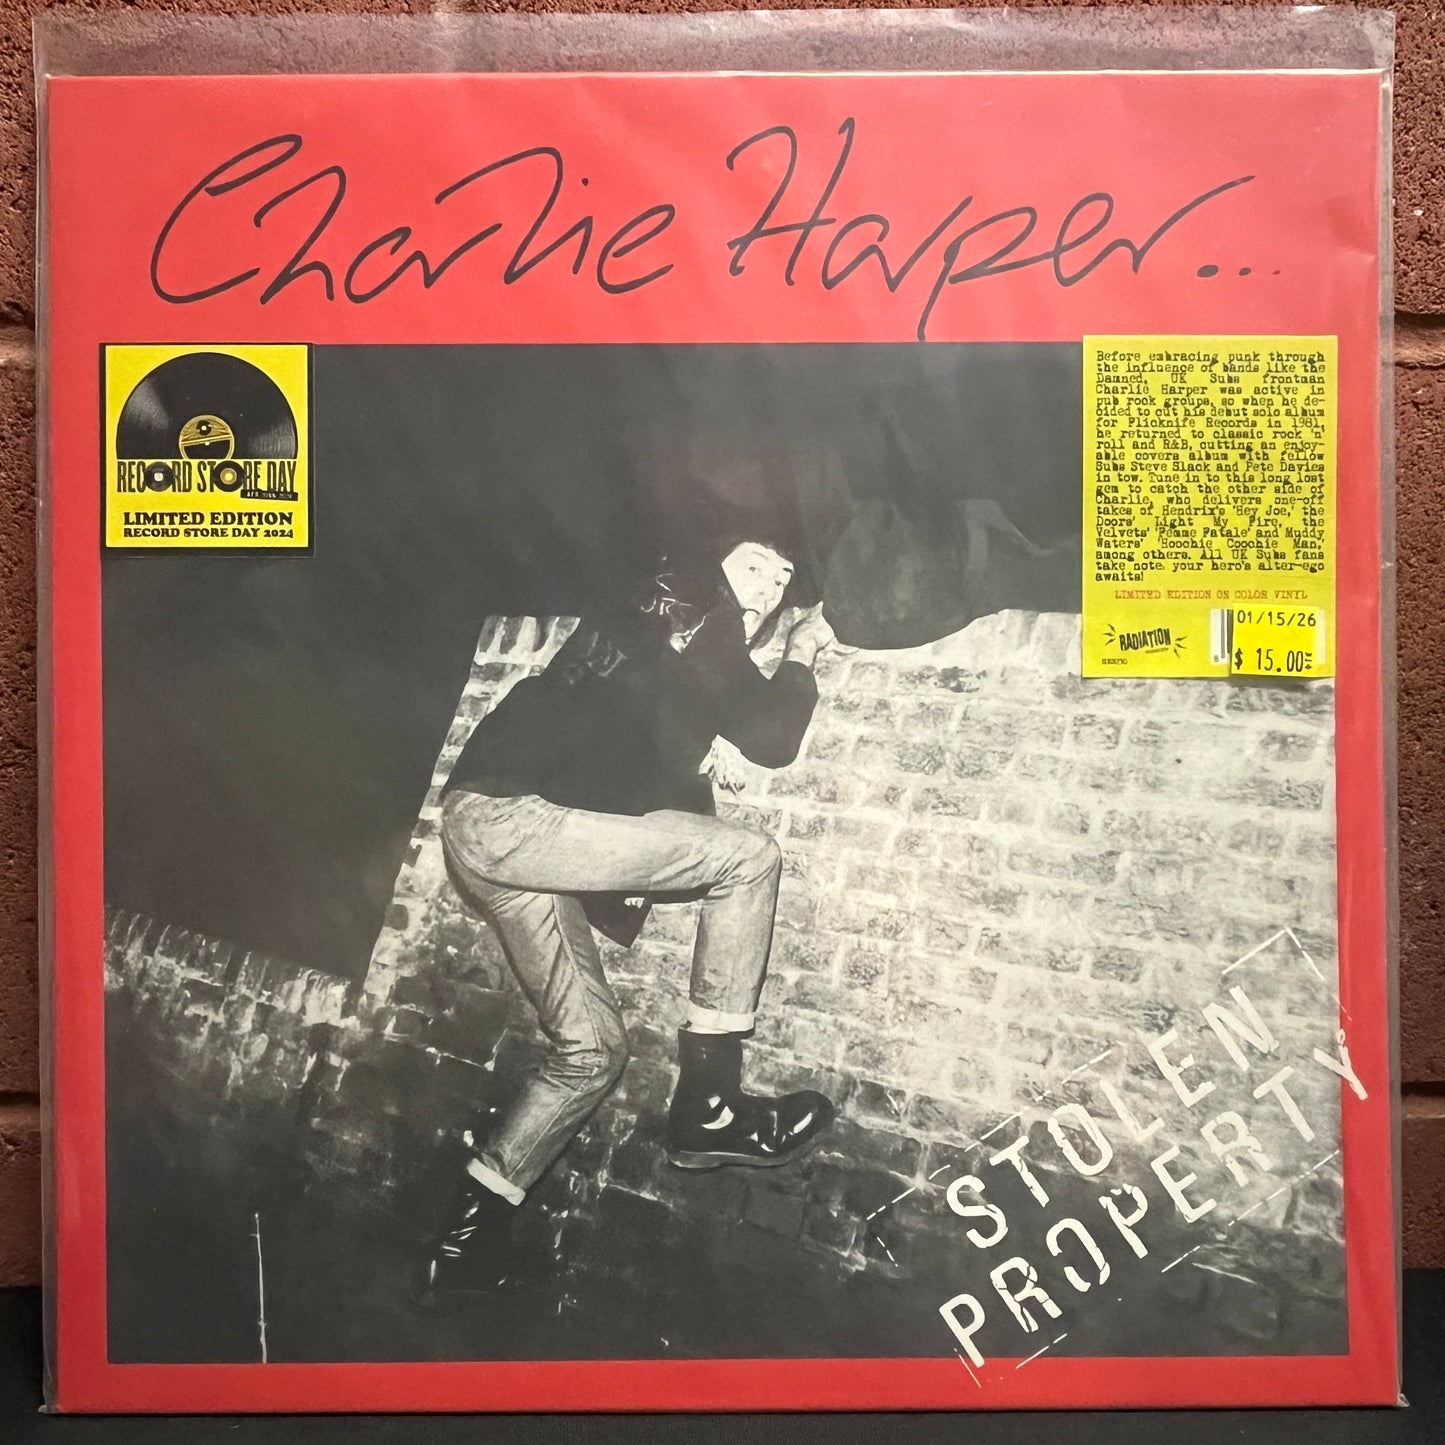 Charlie Harper...
RECORD STORE DAY
LIMITED EDITION
RECORD STORE DAY 2024
Before embracing punk through
the influence of bands like the
Damned, UK Subs frontman
Charlie Harper was active in
pub rock groups, so when he de-
cided to cut his debut solo album
for Flicknife Records in 1981,
he returned to classic rock 'n'
roll and R&B, cutting an enjoy-
able covers album with fellow
Subs Steve Slack and Pete Davies
in tow. Tune in to this long lost
gem to catch the other side of
Charlie, who delivers one-off
takes of Hendrix's 'Hey Joe,' the
Doors' 'Light My Fire, the
Velvets' 'Femme Fatale' and Muddy
Waters' 'Hoochie Coochie Man,'
among others. All UK Subs fans
take note, your hero's alter-ego
awaits!
LIMITED EDITION ON COLOR VINYL
RADIATION
01/15/26
$ 15.00
8
STOLEN
PROPERTY